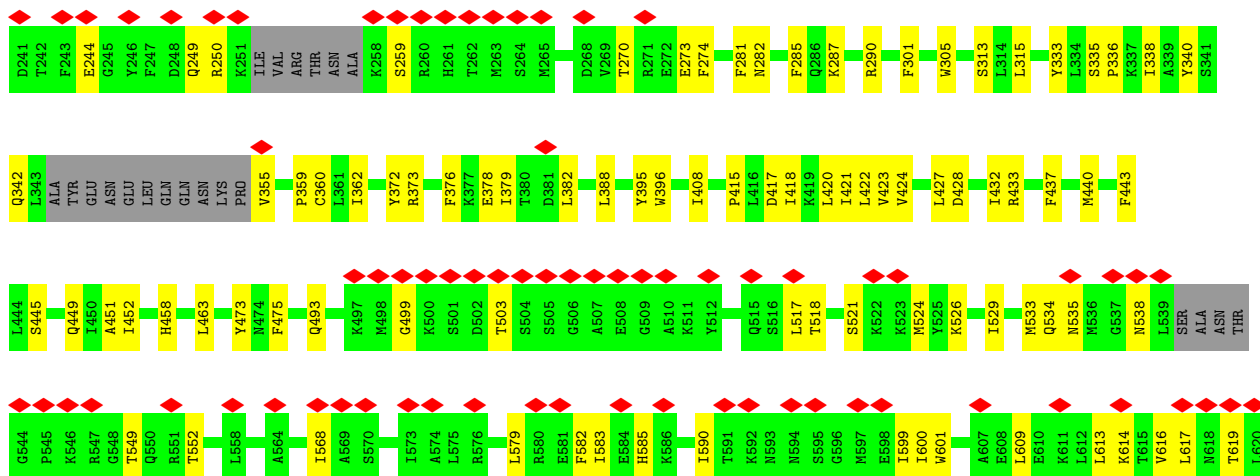 D241 T242 F243 E244 G245 Y246 F247 D248 Q249 R250 K251 ILE VAL ARG THR ASN ALA K258 S259 R260 H261 T262 M263 S264 M265 D268 V269 T270 R271 E272 E273 F274 F281 N282 F285 Q286 K287 R290 F301 W305 S313 L314 L315 Y333 L334 S335 P336 K337 I338 A339 Y340 S341
Q342 L343 ALA TYR GLU ASN GLU LEU GLN GLN ASN LYS PRO V355 P359 C360 L361 I362 Y372 R373 F376 K377 E378 I379 T380 D381 L382 L388 Y395 W396 I408 P415 L416 D417 I418 K419 L420 I421 L422 V423 V424 L427 D428 I432 R433 F437 M440 F443
L444 S445 Q449 I450 A451 I452 H458 L463 Y473 N474 F475 Q493 K497 M498 G499 K500 S501 D502 T503 S504 S505 G506 A507 E508 G509 A510 K511 Y512 Q515 S516 L517 T518 S521 K522 K523 M524 Y525 K526 I529 M533 Q534 N535 M536 G537 N538 L539 SER ALA ASN THR
G544 P545 K546 R547 G548 T549 Q550 R551 T552 L558 A564 I568 A569 S570 I573 A574 L575 R576 L579 R580 E581 F582 I583 E584 H585 K586 I590 T591 K592 N593 N594 S595 G596 M597 E598 I599 I600 W601 A607 E608 L609 E610 K611 L612 L613 K614 T615 V616 L617 N618 T619